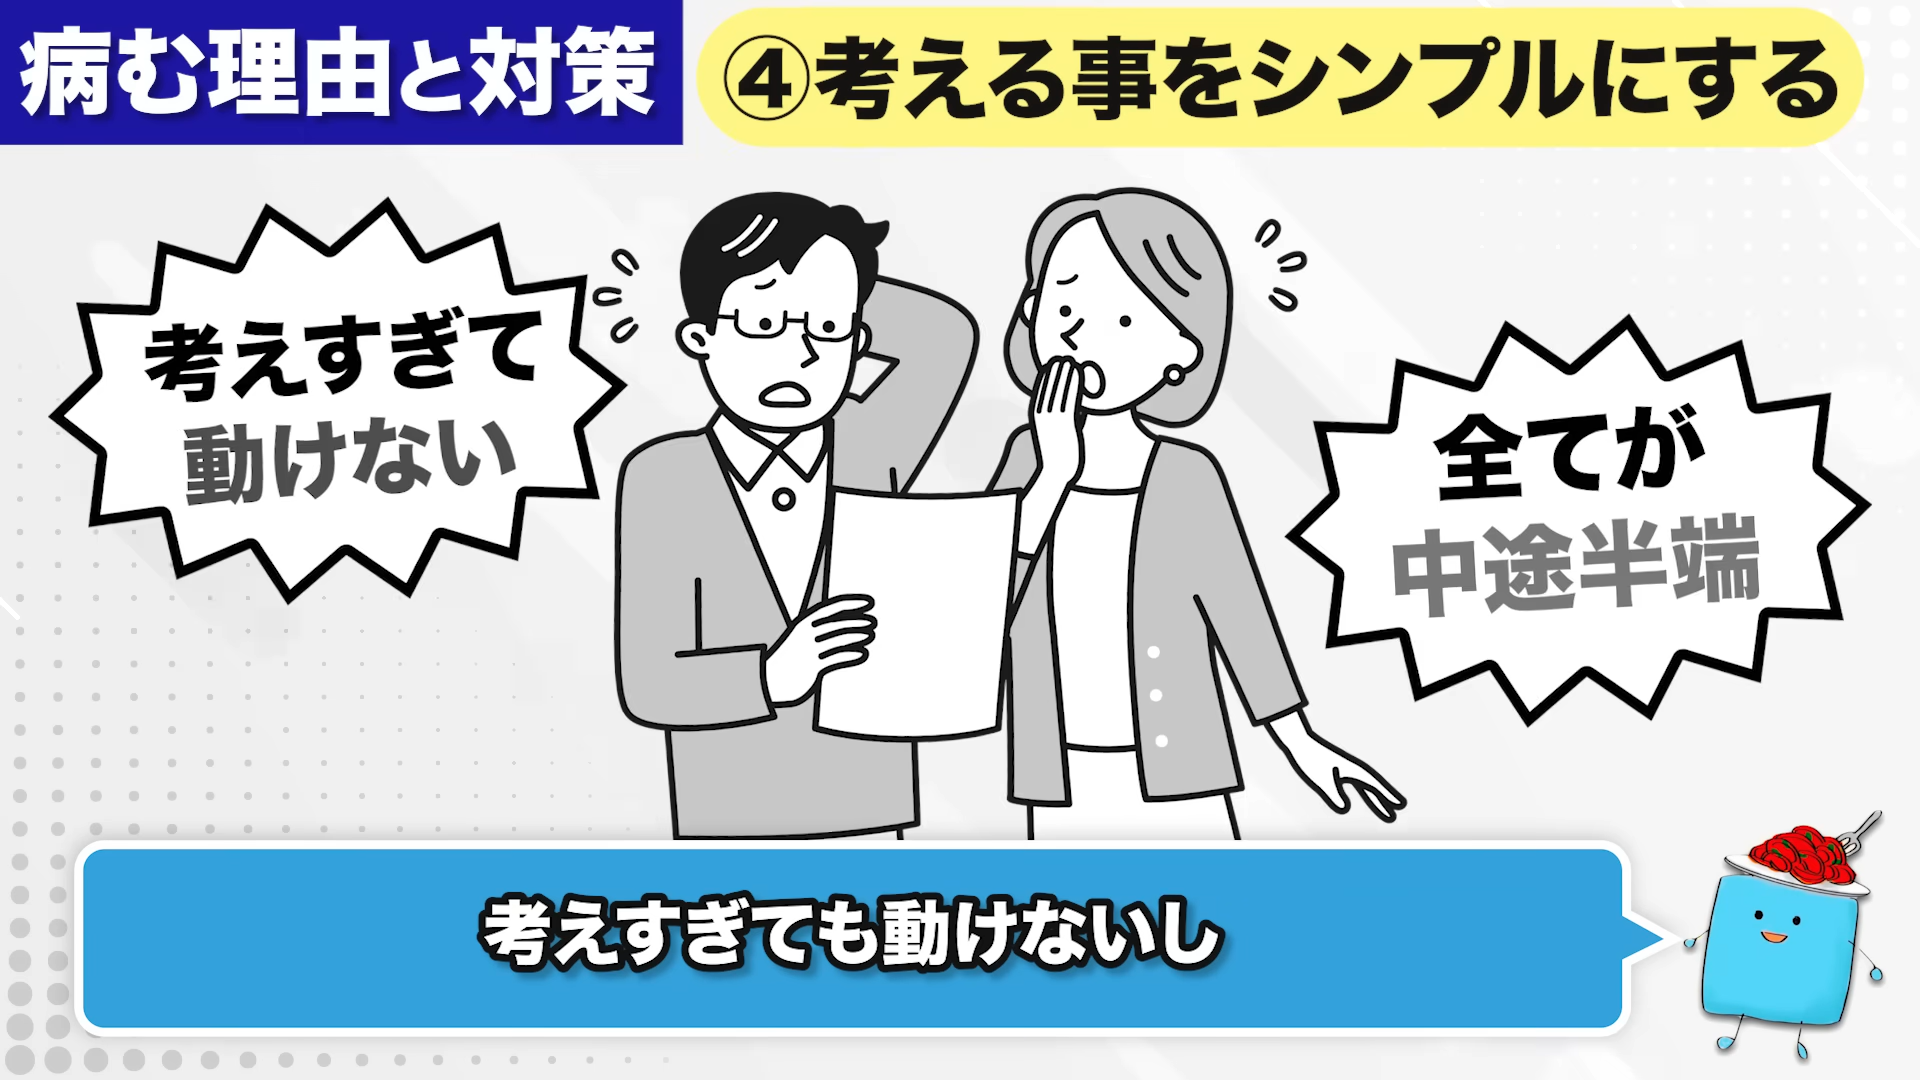 病む理由と対策
④考える事をシンプルにする
考えすぎて
動けない
全てが
中途半端
考えすぎても動けないし